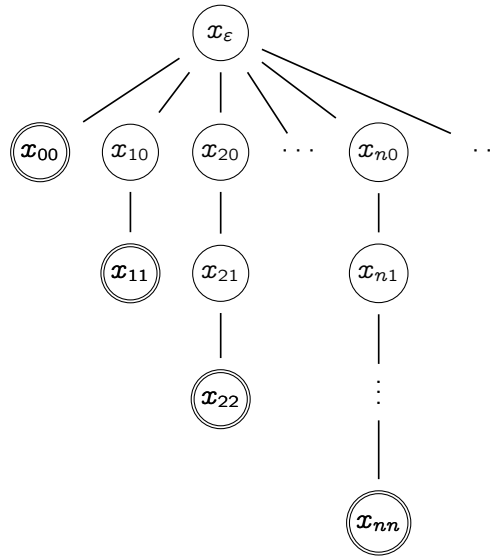 x_ε
x_00 x_10 x_20 ... x_n0 ..
x_11 x_21 x_n1
x_22 ⋮
x_nn